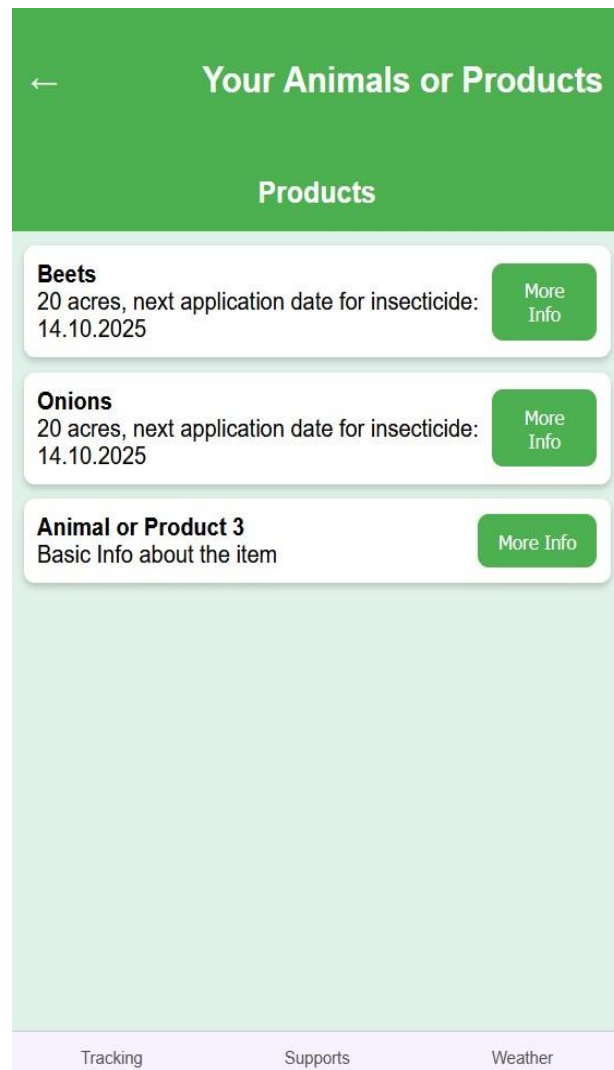 ← Your Animals or Products
Products
Beets
20 acres, next application date for insecticide:
14.10.2025
More
Info
Onions
20 acres, next application date for insecticide:
14.10.2025
More
Info
Animal or Product 3
Basic Info about the item
More Info
Tracking Supports Weather